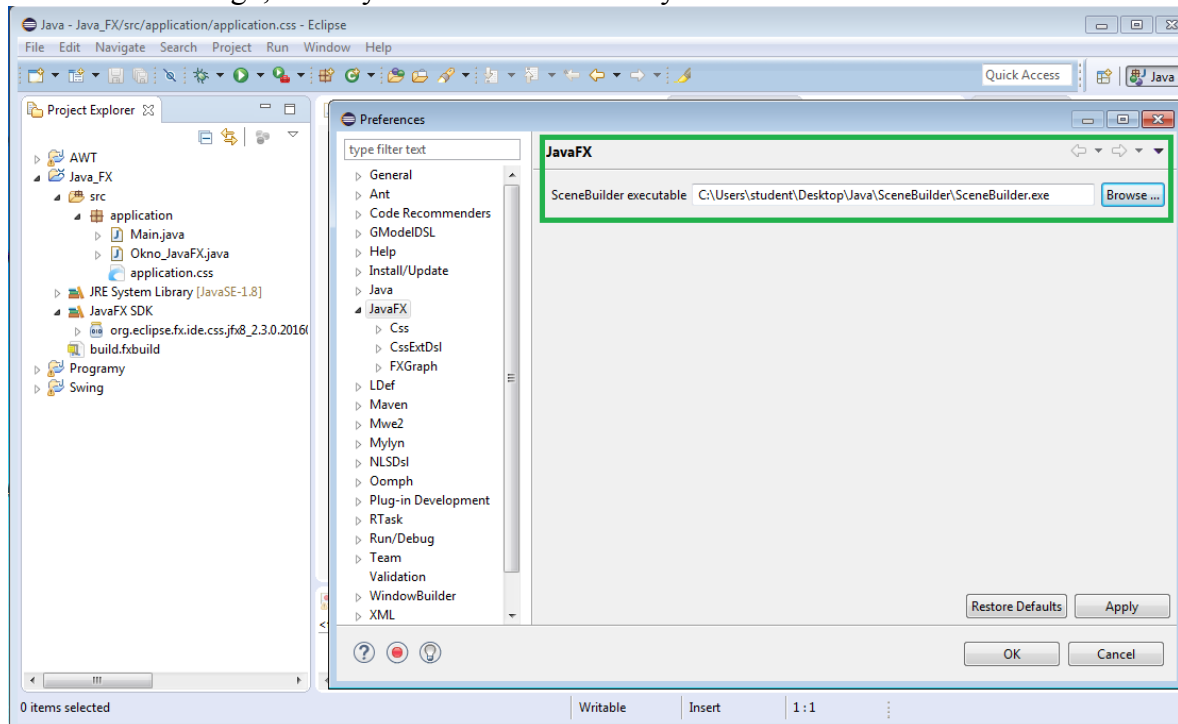 Java - Java_FX/src/application/application.css - Eclipse
File Edit Navigate Search Project Run Window Help
Quick Access
Java
Project Explorer
AWT
Java_FX
src
application
Main.java
Okno_JavaFX.java
application.css
JRE System Library [JavaSE-1.8]
JavaFX SDK
org.eclipse.fx.ide.css.jfx8_2.3.0.2016
build.fxbuild
Programy
Swing
Preferences
type filter text
General
Ant
Code Recommenders
GModelDSL
Help
Install/Update
Java
JavaFX
Css
CssExtDsl
FXGraph
LDef
Maven
Mwe2
Mylyn
NLSDsl
Oomph
Plug-in Development
RTask
Run/Debug
Team
Validation
WindowBuilder
XML
JavaFX
SceneBuilder executable C:\Users\student\Desktop\Java\SceneBuilder\SceneBuilder.exe Browse ...
Restore Defaults Apply
OK Cancel
0 items selected Writable Insert 1 : 1